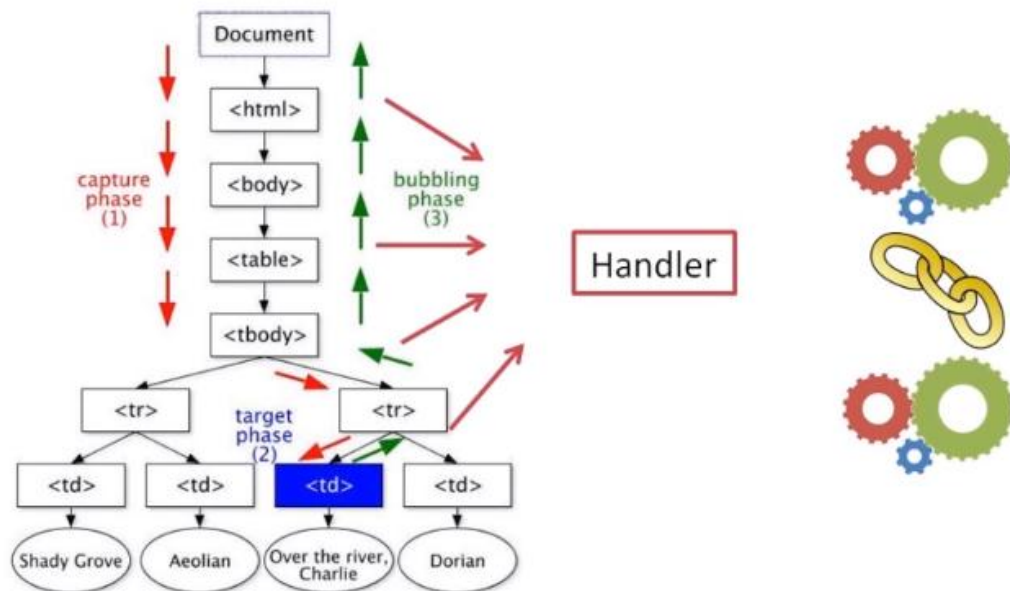 Document
<html>
<body>
capture
phase
(1)
bubbling
phase
(3)
<table>
Handler
<tbody>
<tr>
<tr>
target
phase
(2)
<td>
<td>
<td>
<td>
Shady Grove
Aeolian
Over the river,
Charlie
Dorian